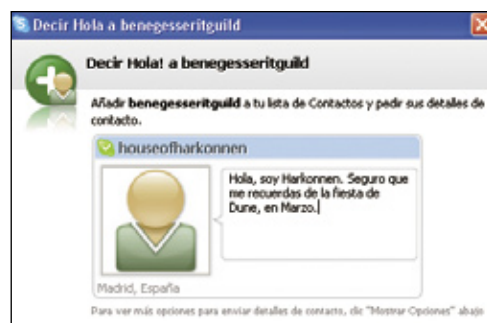 Decir Hola a benegesseritguild
Decir Hola! a benegesseritguild
Añadir benegesseritguild a tu lista de Contactos y pedir sus detalles de
contacto.
houseofharkonnen
Hola, soy Harkonnen. Seguro que
me recuerdas de la fiesta de
Dune, en Marzo.
Madrid, España
Para ver más opciones para enviar detalles de contacto, clic "Mostrar Opciones" abajo